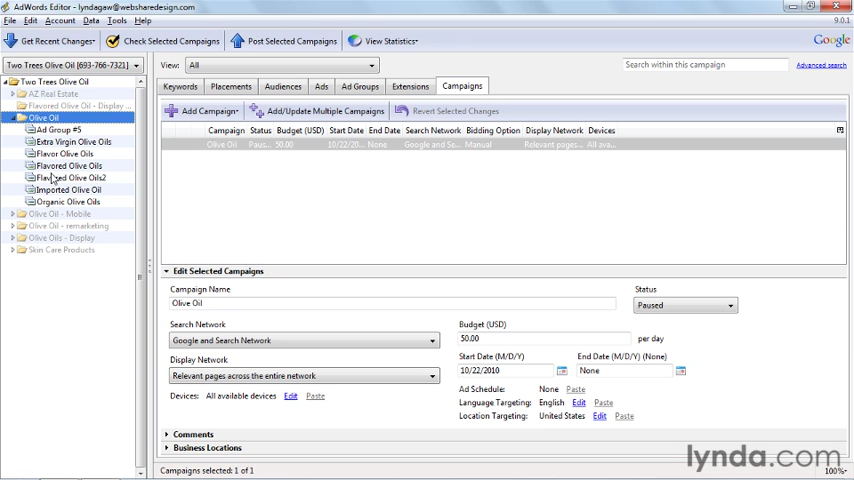 AdWords Editor - lyndagaw@websharedesign.com
File Edit Account Data Tools Help 9.0.1
Get Recent Changes Check Selected Changes Post Selected Changes View Statistics Google
Two Trees Olive Oil [693-766-7321] View: All Search within this campaign Advanced search
Two Trees Olive Oil
AZ Real Estate
Flavored Olive Oil - Display ...
Olive Oil
Ad Group #5
Extra Virgin Olive Oils
Flavor Olive Oils
Flavored Olive Oils
Flavored Olive Oils2
Imported Olive Oil
Organic Olive Oils
Olive Oil - Mobile
Olive Oil - remarketing
Olive Oils - Display
Skin Care Products
Keywords Placements Audiences Ads Ad Groups Extensions Campaigns
Add Campaign Add/Update Multiple Campaigns Revert Selected Changes
Campaign Status Budget (USD) Start Date End Date Search Network Bidding Option Display Network Devices
Olive Oil Paus... 50.00 10/22/20... None Google and Se... Manual Relevant pages... All ava...
Edit Selected Campaigns
Campaign Name Status
Olive Oil Paused
Search Network Budget (USD)
Google and Search Network 50.00 per day
Display Network Start Date (M/D/Y) End Date (M/D/Y) (None)
Relevant pages across the entire network 10/22/2010 None
Devices: All available devices Edit Paste Ad Schedule: None Paste
Language Targeting: English Edit Paste
Location Targeting: United States Edit Paste
Comments
Business Locations
lynda.com
Campaigns selected: 1 of 1 100%